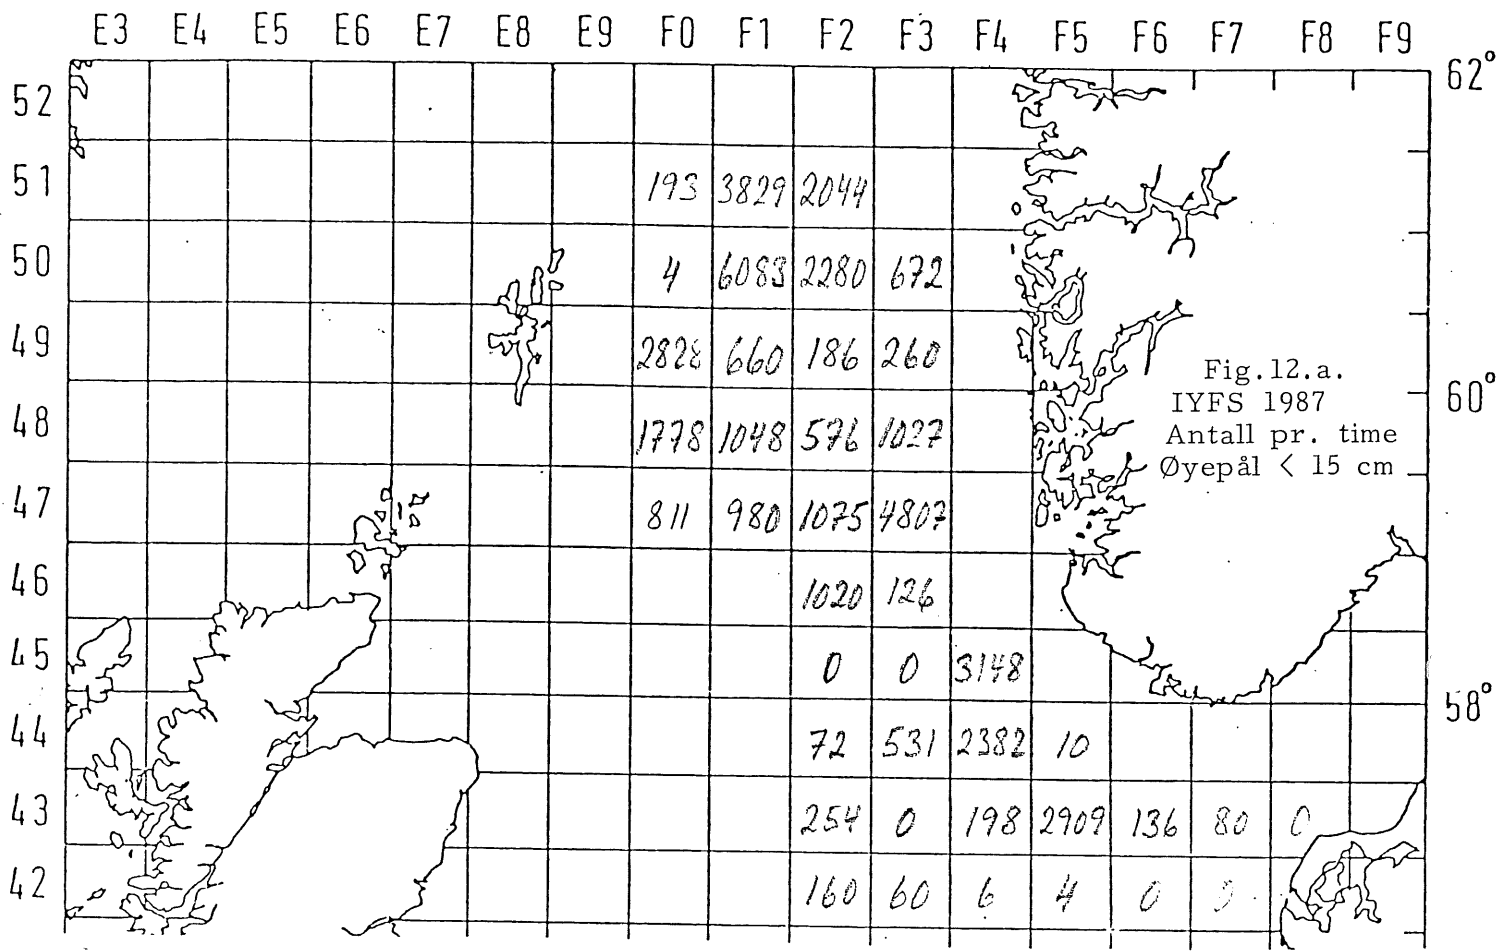 E3 E4 E5 E6 E7 E8 E9 F0 F1 F2 F3 F4 F5 F6 F7 F8 F9
62°
52
51 193 3829 2044
50 4 6083 2280 672
49 2828 660 186 260
Fig.12.a.
IYFS 1987
Antall pr. time
Øyepål < 15 cm
60°
48 1778 1048 576 1027
47 811 980 1075 4807
46 1020 126
45 0 0 3148
58°
44 72 531 2382 10
43 254 0 198 2909 136 80 0
42 160 60 6 4 0